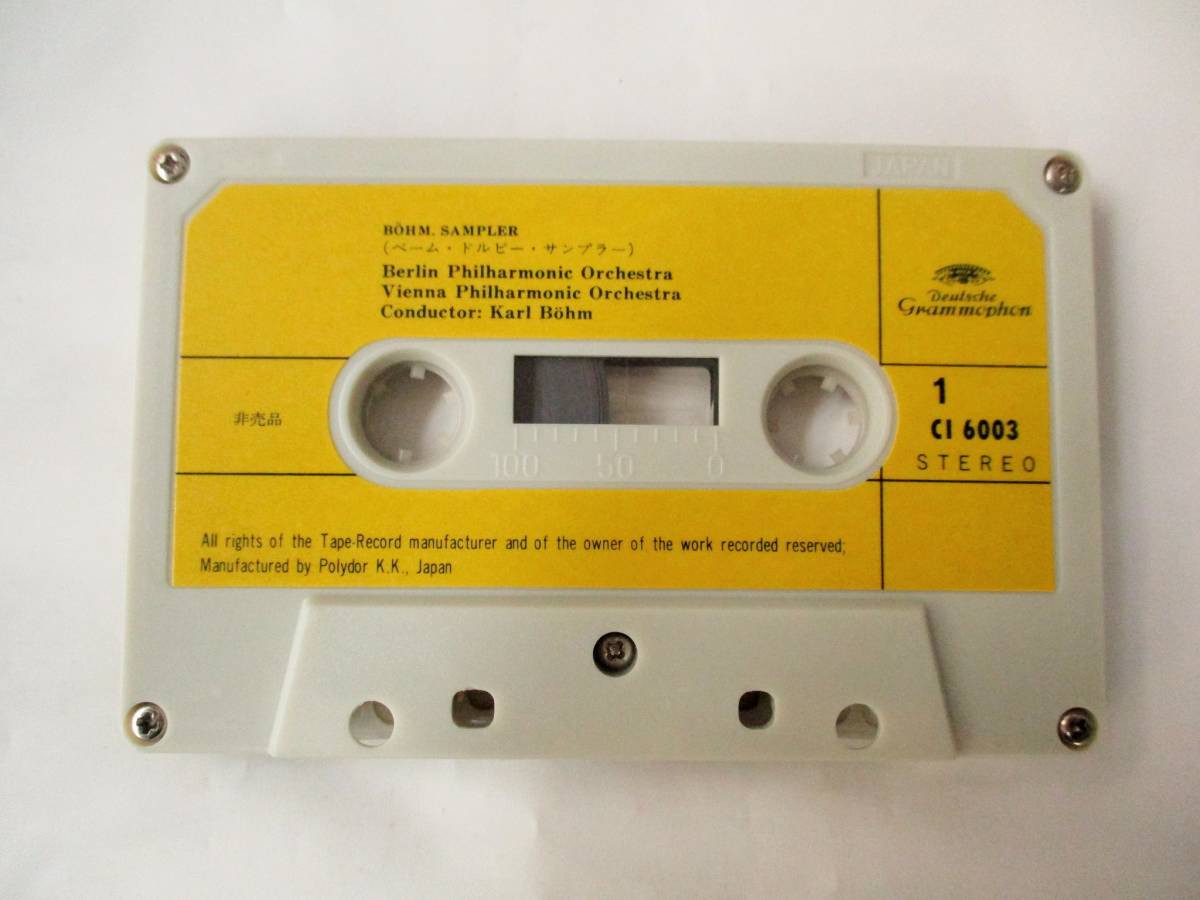 JAPAN
BÖHM. SAMPLER
(ベーム・ドルビー・サンプラー)
Berlin Philharmonic Orchestra
Vienna Philharmonic Orchestra
Conductor: Karl Böhm
Deutsche
Grammophon
非売品
1
CI 6003
STEREO
100 50 0
All rights of the Tape-Record manufacturer and of the owner of the work recorded reserved;
Manufactured by Polydor K.K., Japan